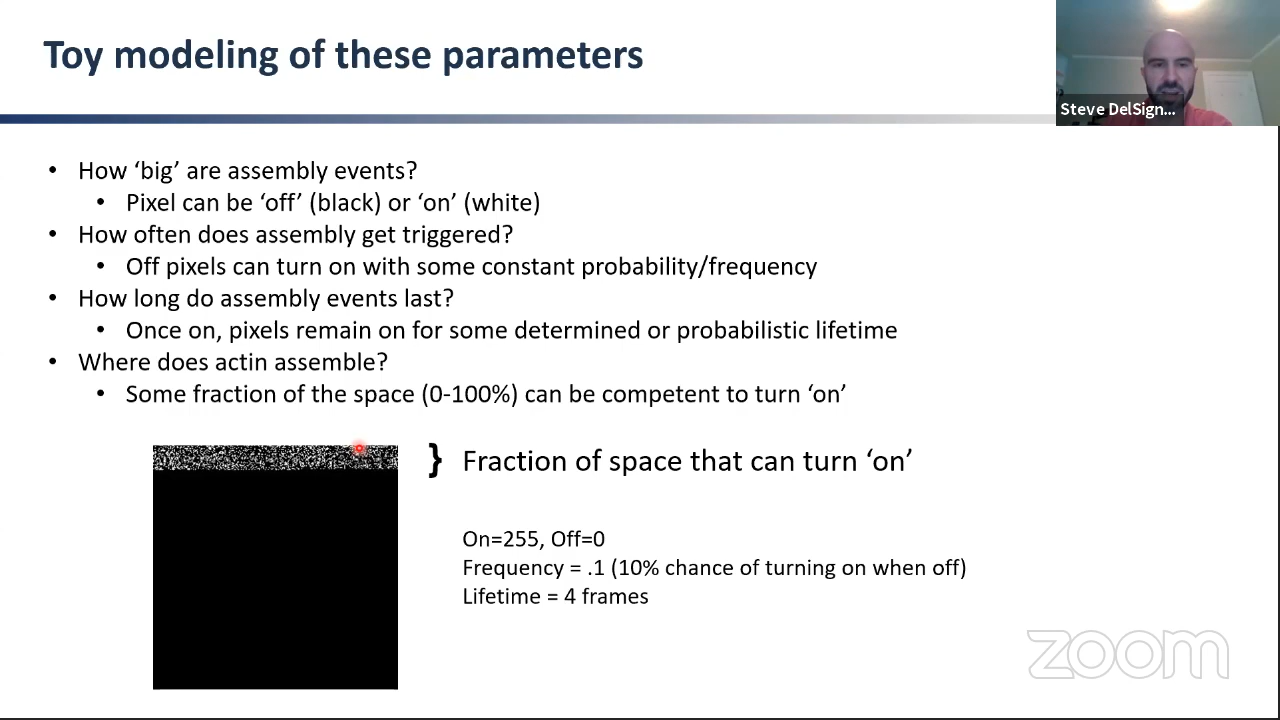 Toy modeling of these parameters
Steve DelSign...
• How ‘big’ are assembly events?
• Pixel can be ‘off’ (black) or ‘on’ (white)
• How often does assembly get triggered?
• Off pixels can turn on with some constant probability/frequency
• How long do assembly events last?
• Once on, pixels remain on for some determined or probabilistic lifetime
• Where does actin assemble?
• Some fraction of the space (0-100%) can be competent to turn ‘on’
} Fraction of space that can turn ‘on’
On=255, Off=0
Frequency = .1 (10% chance of turning on when off)
Lifetime = 4 frames
zoom